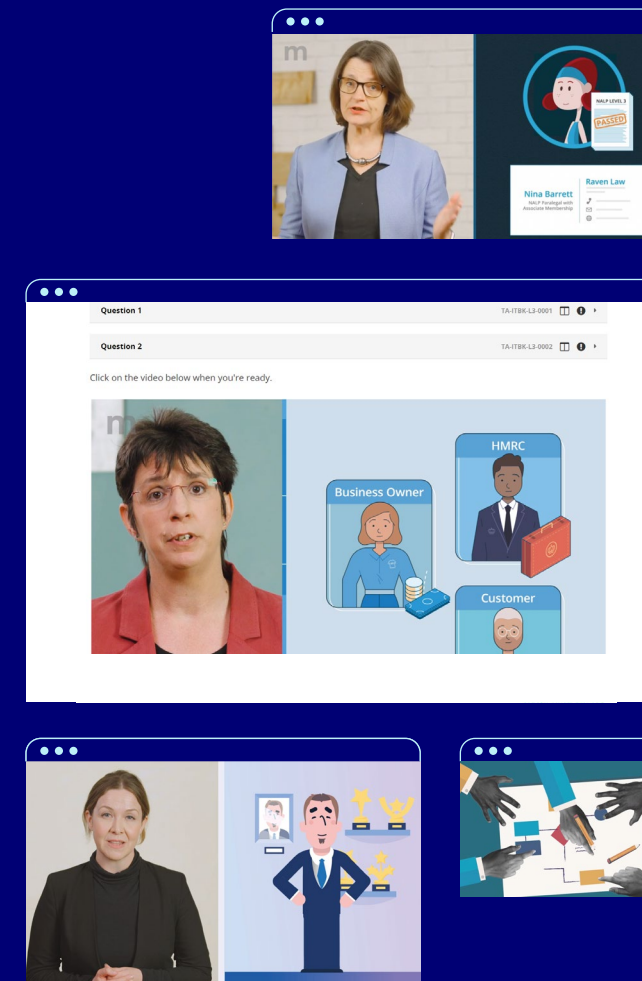 m
NALP LEVEL 3
PASSED
Nina Barrett
NALP Paralegal with
Associate Membership
Raven Law
Question 1
TA-ITBK-L3-0001
Question 2
TA-ITBK-L3-0002
Click on the video below when you're ready.
m
HMRC
Business Owner
Customer